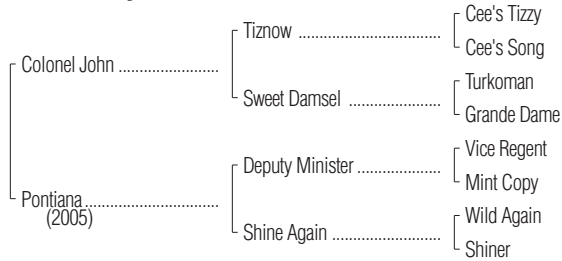 Cee's Tizzy
Tiznow
Cee's Song
Colonel John
Turkoman
Sweet Damsel
Grande Dame
Vice Regent
Deputy Minister
Mint Copy
Pontiana
(2005)
Wild Again
Shine Again
Shiner